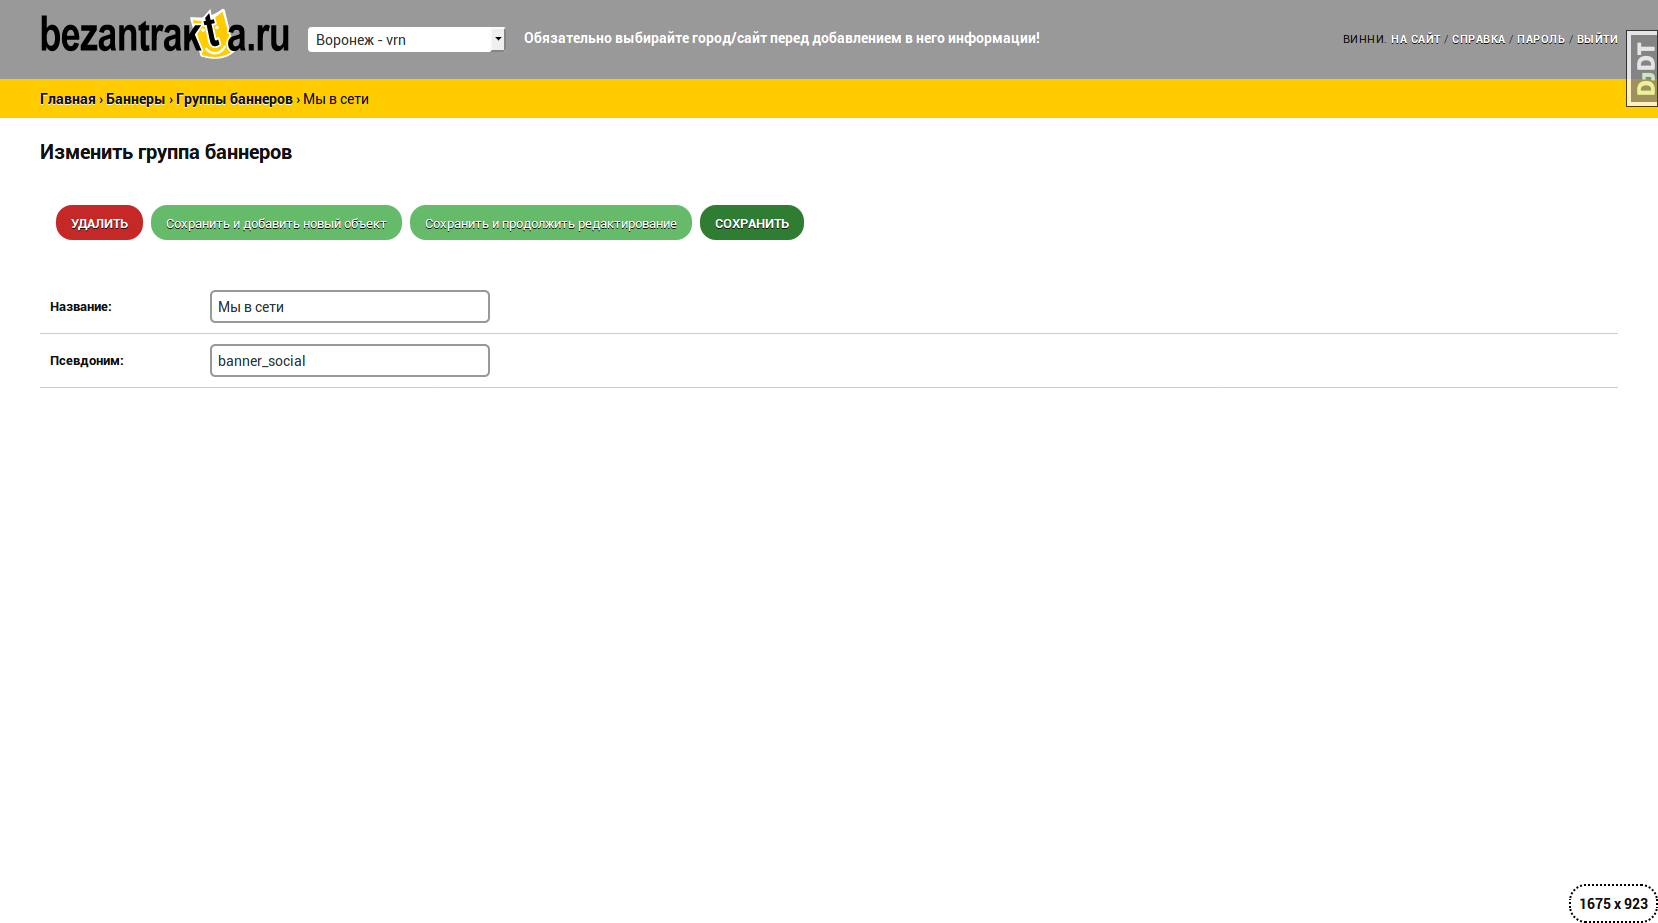 bezantrakta.ru
Воронеж - vrn
Обязательно выбирайте город/сайт перед добавлением в него информации!
ВИННИ. НА САЙТ / СПРАВКА / ПАРОЛЬ / ВЫЙТИ
DjDT
Главная › Баннеры › Группы баннеров › Мы в сети
Изменить группа баннеров
УДАЛИТЬ
Сохранить и добавить новый объект
Сохранить и продолжить редактирование
СОХРАНИТЬ
Название:
Мы в сети
Псевдоним:
banner_social
1675 x 923